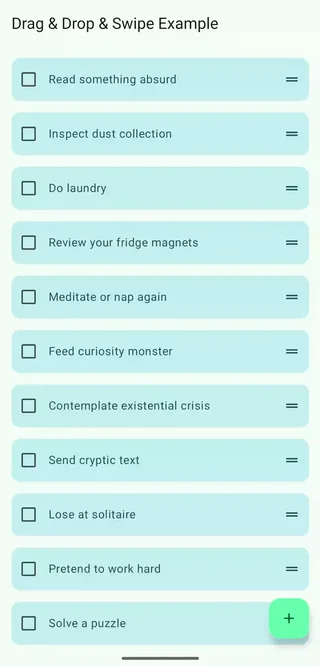 Drag & Drop & Swipe Example
Read something absurd
Inspect dust collection
Do laundry
Review your fridge magnets
Meditate or nap again
Feed curiosity monster
Contemplate existential crisis
Send cryptic text
Lose at solitaire
Pretend to work hard
Solve a puzzle